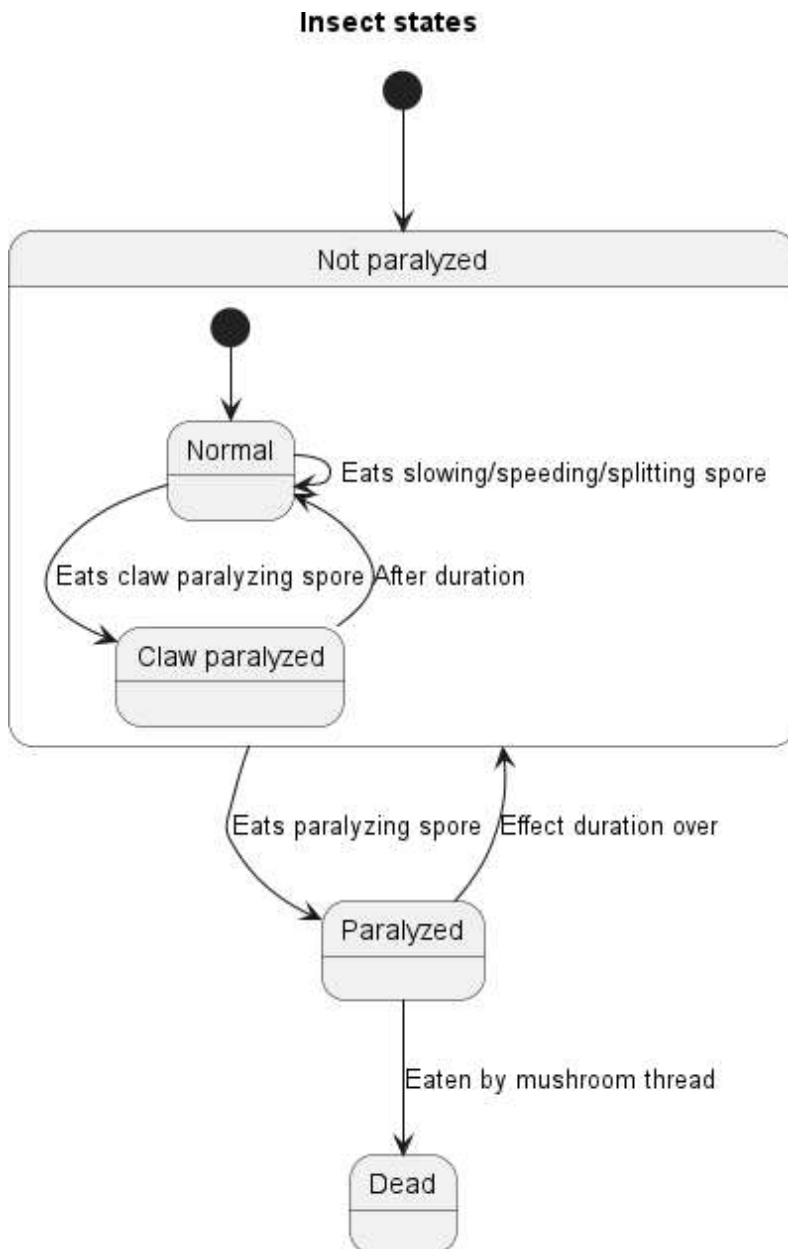 Insect states
Not paralyzed
Normal
Eats slowing/speeding/splitting spore
Eats claw paralyzing spore
After duration
Claw paralyzed
Eats paralyzing spore
Effect duration over
Paralyzed
Eaten by mushroom thread
Dead